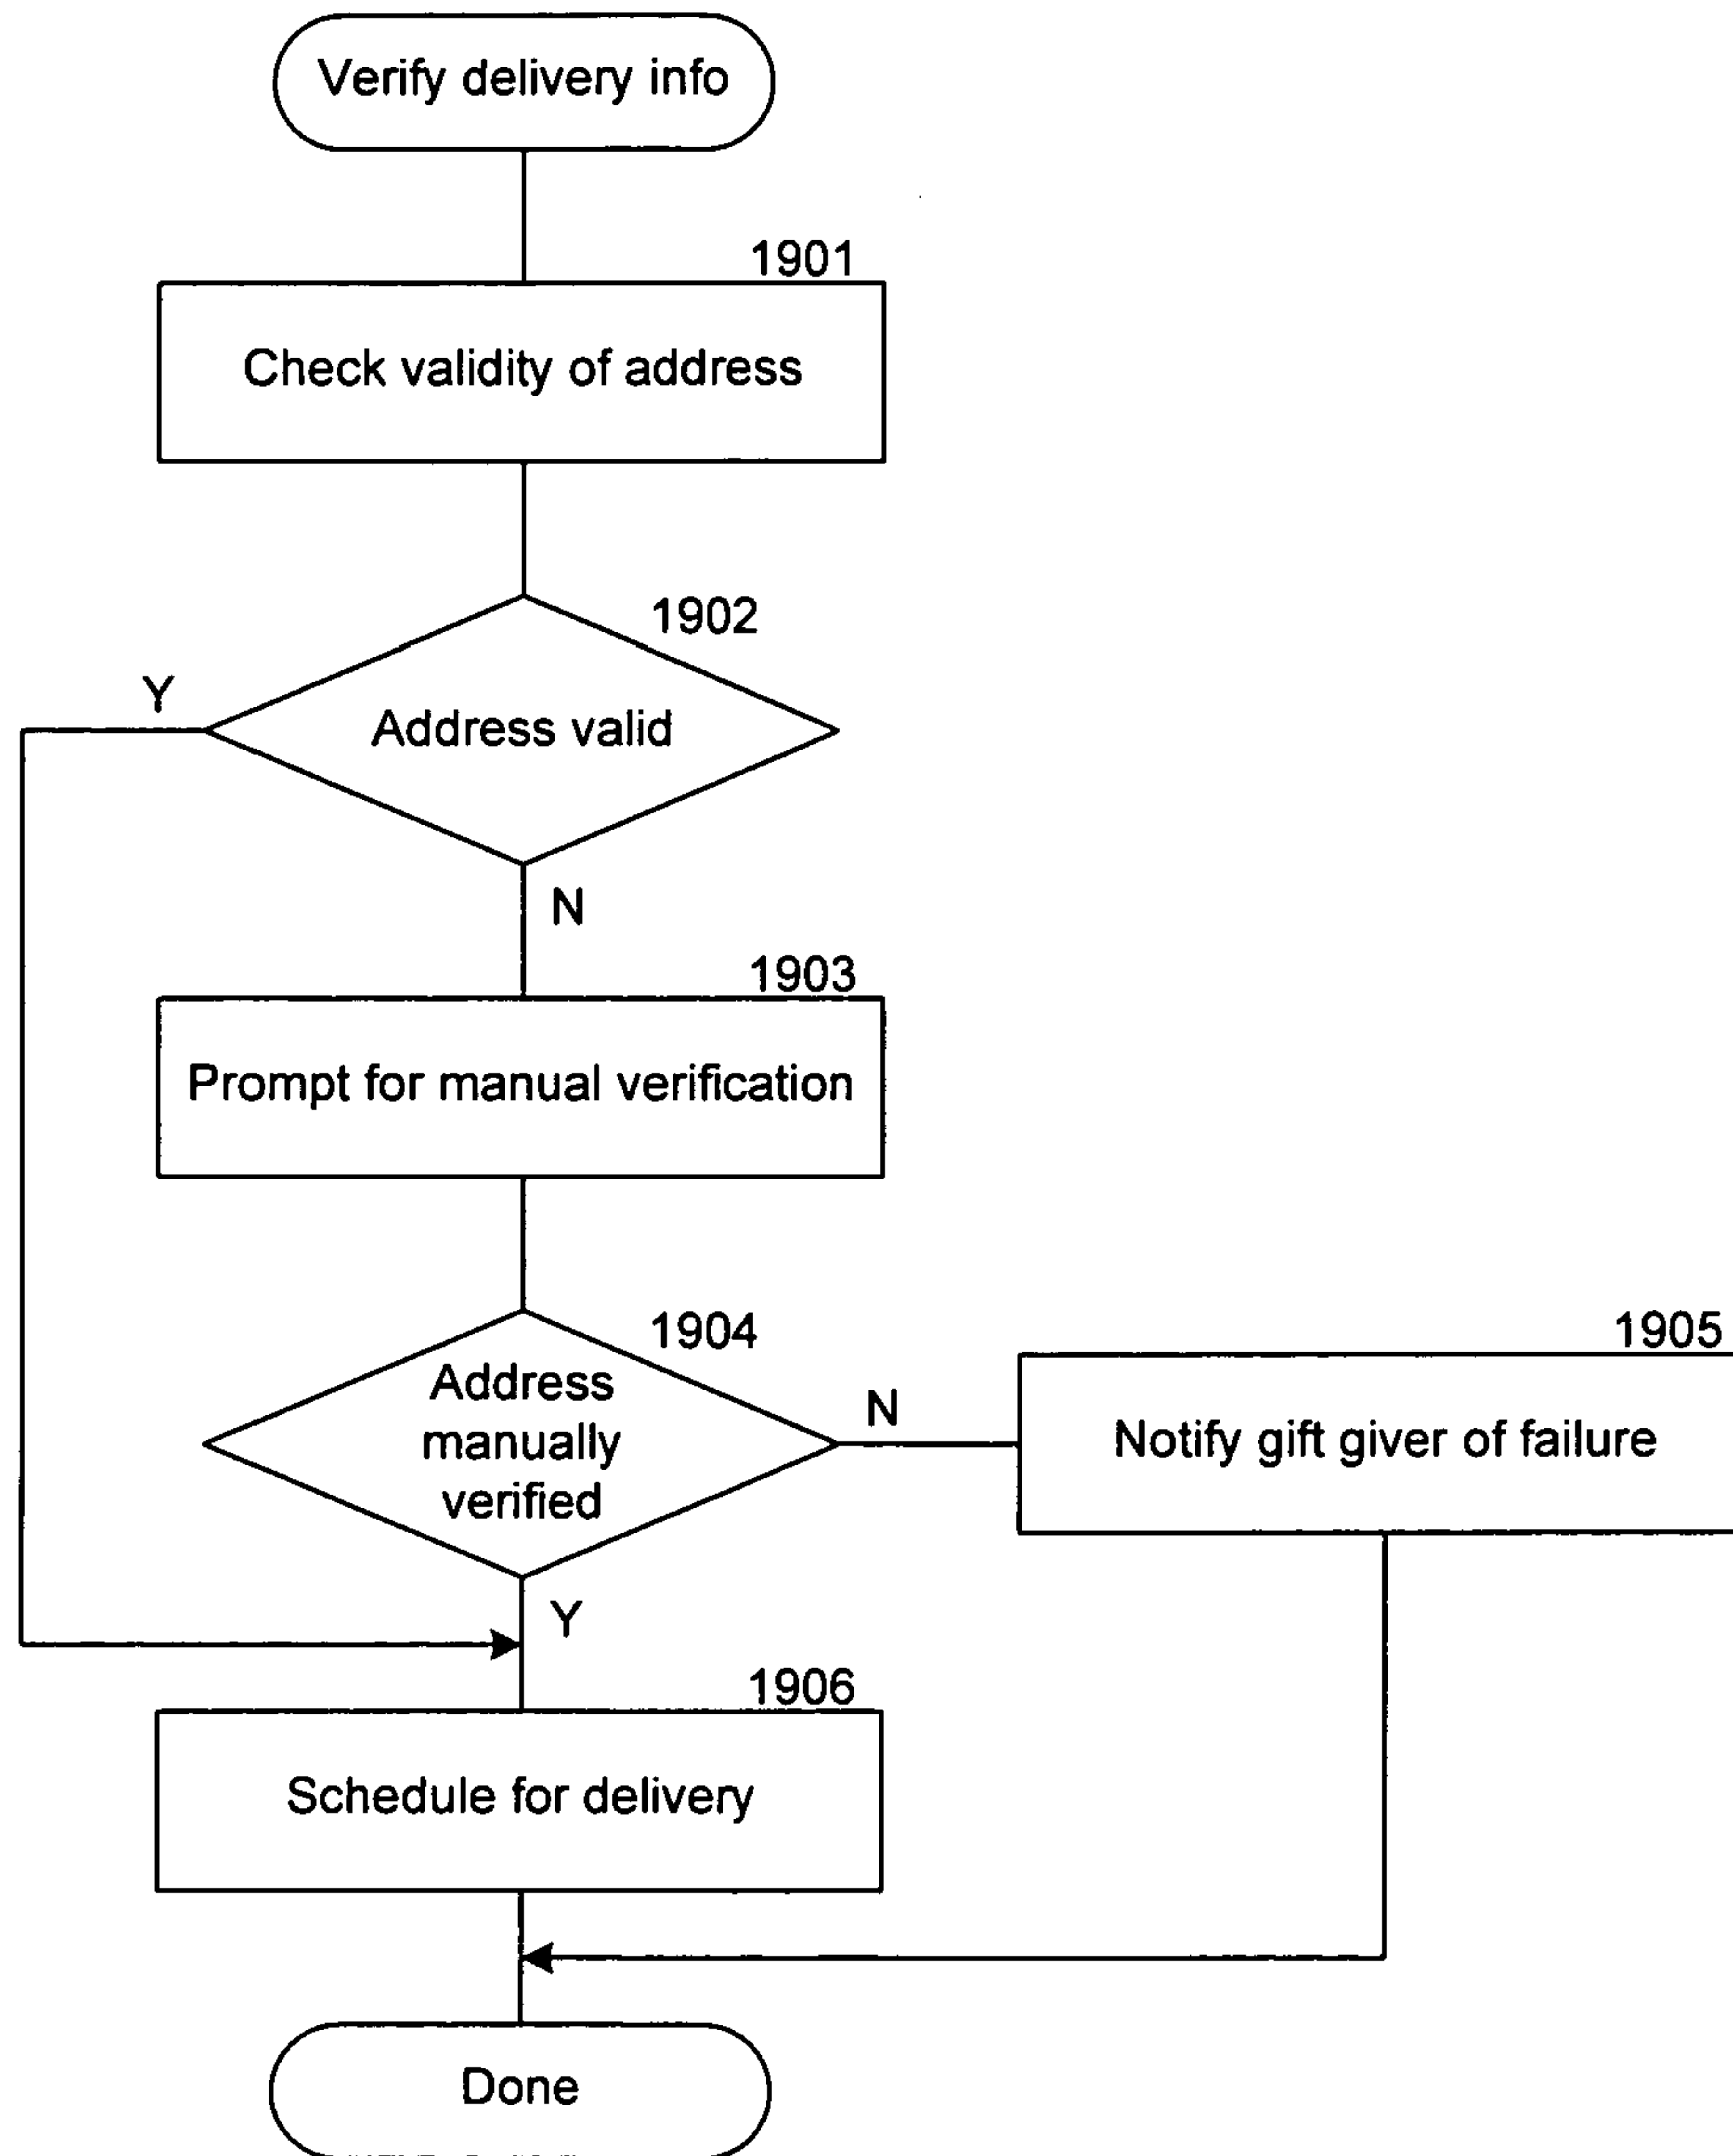 Verify delivery info
1901
Check validity of address
1902
Y
Address valid
N
1903
Prompt for manual verification
1904
Address
manually
verified
N
1905
Notify gift giver of failure
Y
1906
Schedule for delivery
Done